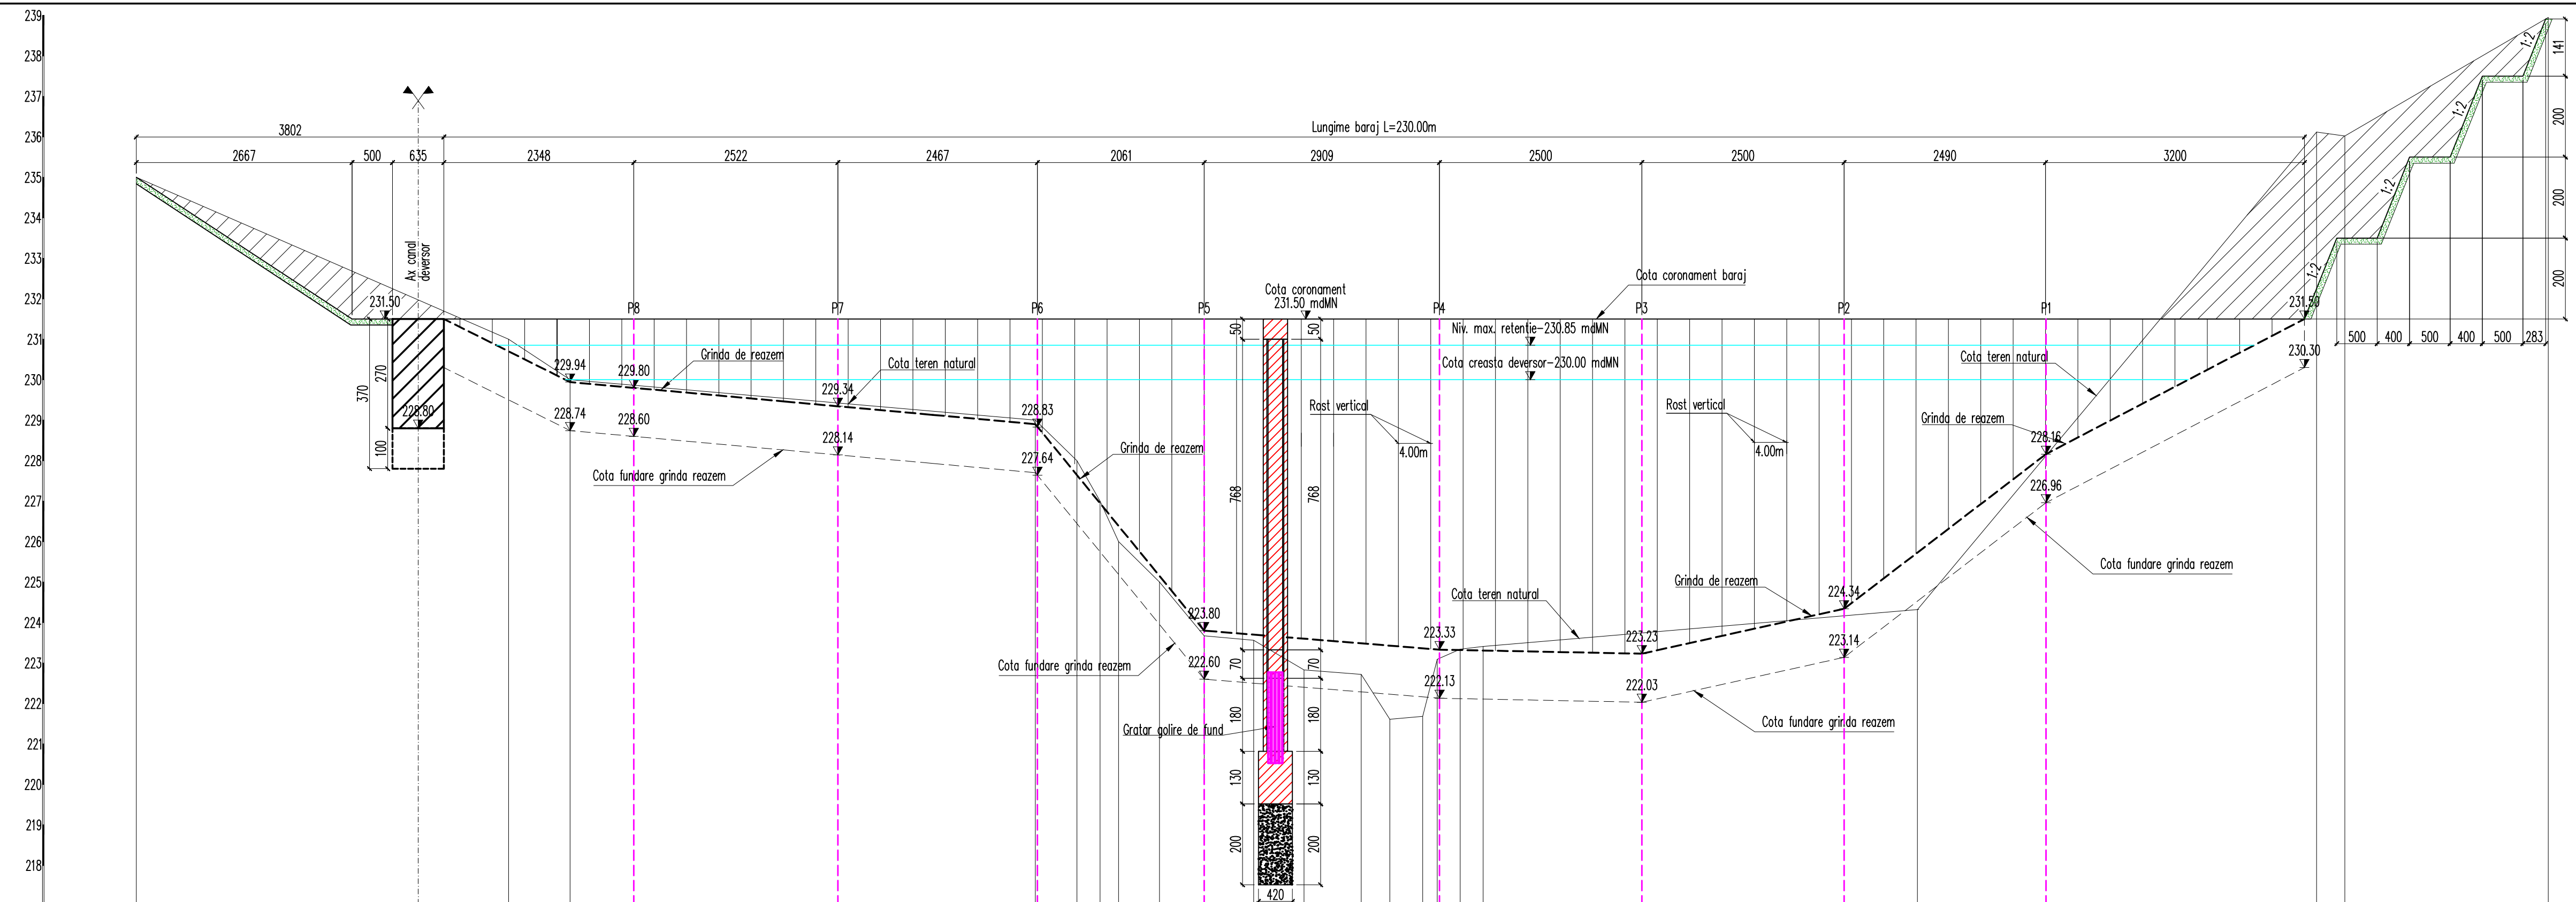 239
238
237
236
235
234
233
232
231
230
229
228
227
226
225
224
223
222
221
220
219
218
3802
Lungime baraj L=230.00m
2667
500
635
2348
2522
2467
2061
2909
2500
2500
2490
3200
Ax canal
deversor
231.50
370
270
100
228.80
P8
P7
P6
P5
P4
P3
P2
P1
Cota coronament
231.50 mdMN
Cota coronament baraj
Niv. max. retentie-230.85 mdMN
Cota creasta deversor-230.00 mdMN
229.94
229.80
229.34
228.83
228.74
228.60
228.14
227.64
Grinda de reazem
Cota teren natural
Cota fundare grinda reazem
Grinda de reazem
223.80
222.60
Cota fundare grinda reazem
Gratar golire de fund
50
768
70
180
130
200
50
768
70
180
130
200
420
Rost vertical
4.00m
Rost vertical
4.00m
Cota teren natural
223.33
222.13
223.23
222.03
Grinda de reazem
224.34
223.14
Cota fundare grinda reazem
Cota teren natural
Grinda de reazem
228.16
226.96
Cota fundare grinda reazem
231.50
230.30
1:2
1:2
1:2
1:2
141
200
200
200
500
400
500
400
500
283